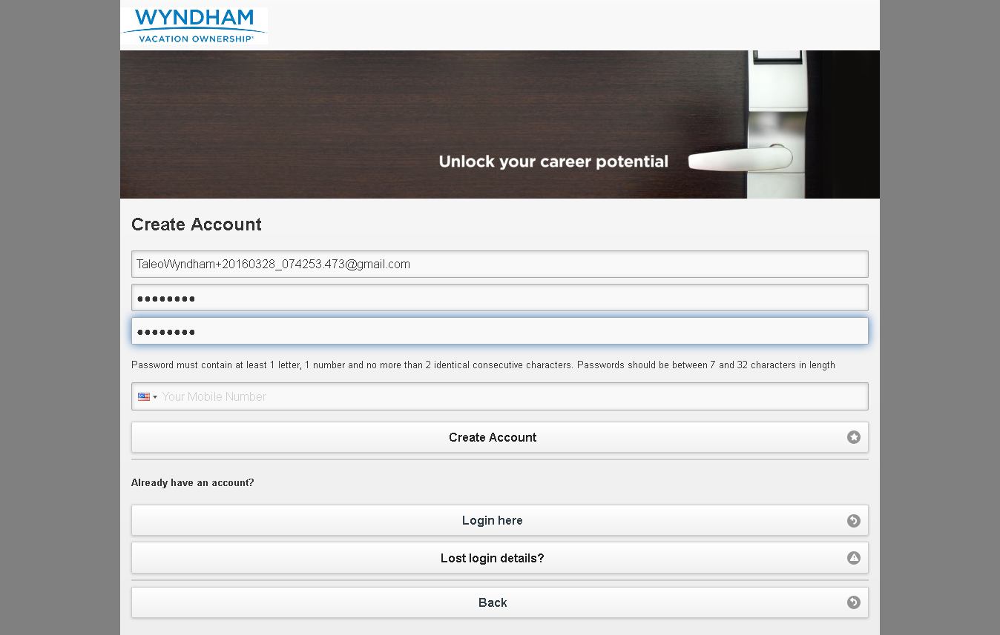 WYNDHAM
VACATION OWNERSHIP®
Unlock your career potential
Create Account
TaleoWyndham+20160328_074253.473@gmail.com
●●●●●●●●
●●●●●●●●
Password must contain at least 1 letter, 1 number and no more than 2 identical consecutive characters. Passwords should be between 7 and 32 characters in length
Your Mobile Number
Create Account
Already have an account?
Login here
Lost login details?
Back